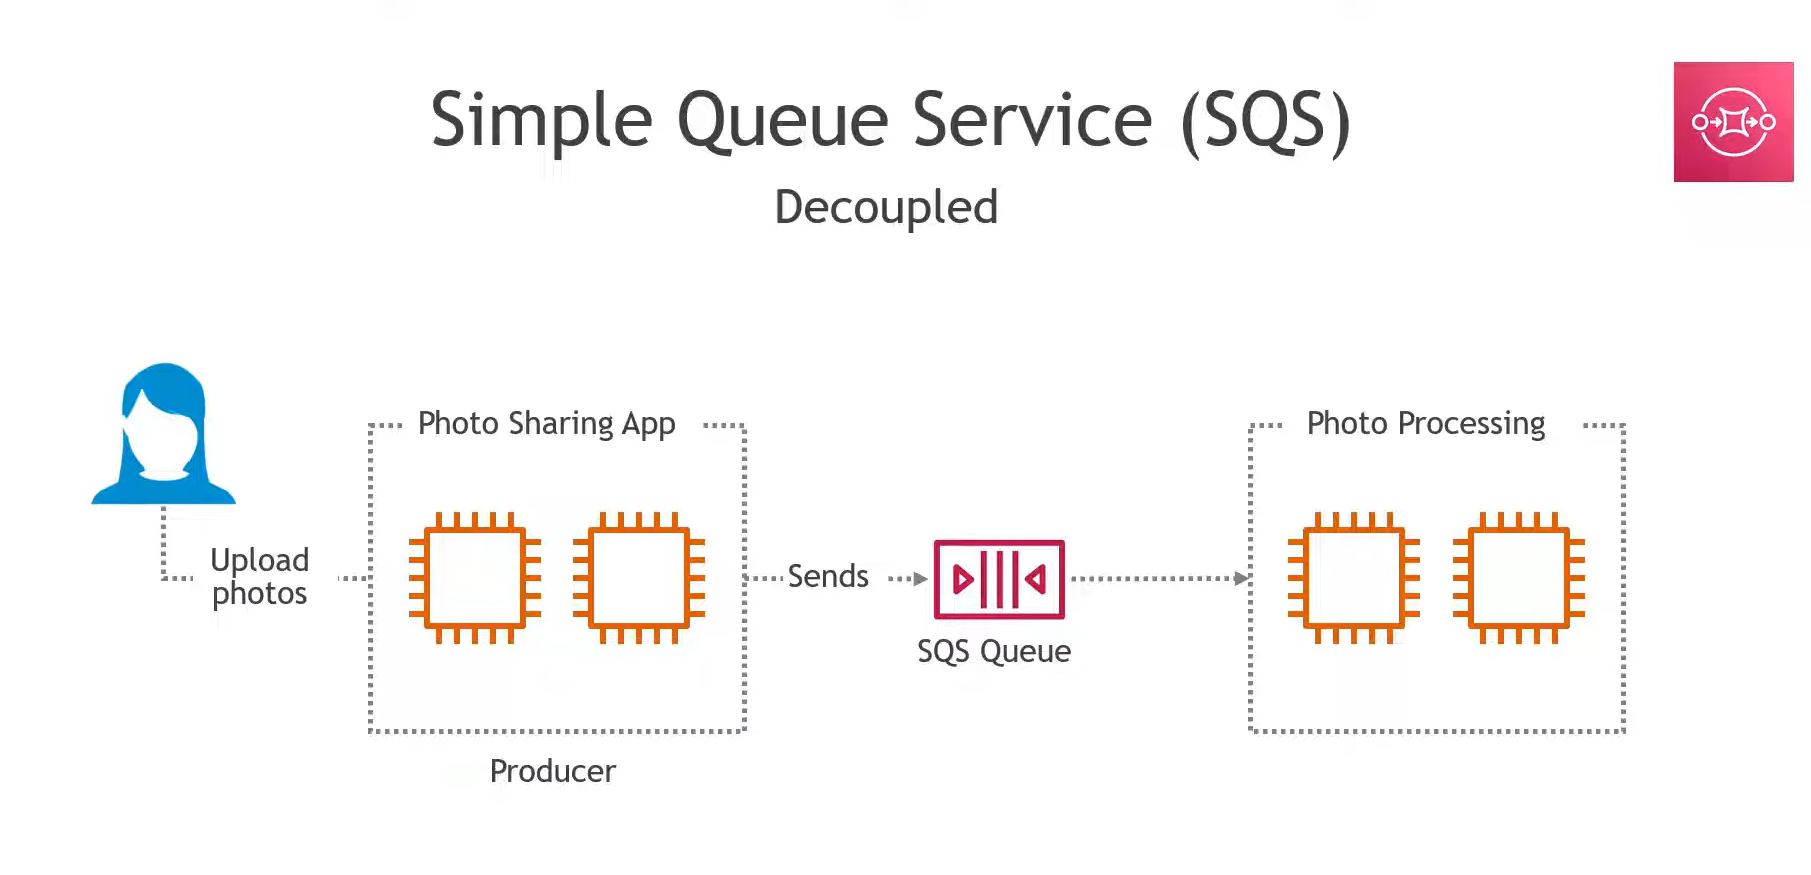 Simple Queue Service (SQS)
Decoupled
Photo Sharing App
Photo Processing
Upload
photos
Sends
SQS Queue
Producer